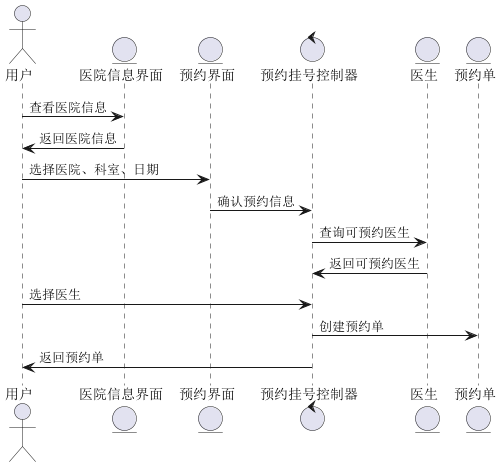 用户 医院信息界面 预约界面 预约挂号控制器 医生 预约单
查看医院信息
返回医院信息
选择医院、科室、日期
确认预约信息
查询可预约医生
返回可预约医生
选择医生
创建预约单
返回预约单
用户 医院信息界面 预约界面 预约挂号控制器 医生 预约单